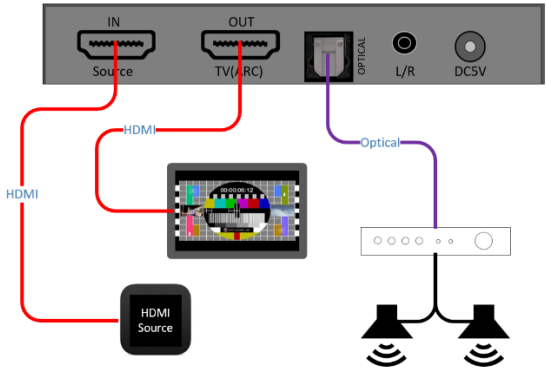 IN
OUT
Source
TV(ARC)
OPTICAL
L/R
DC5V
HDMI
Optical
HDMI
00:00:06:12
HDMI
Source